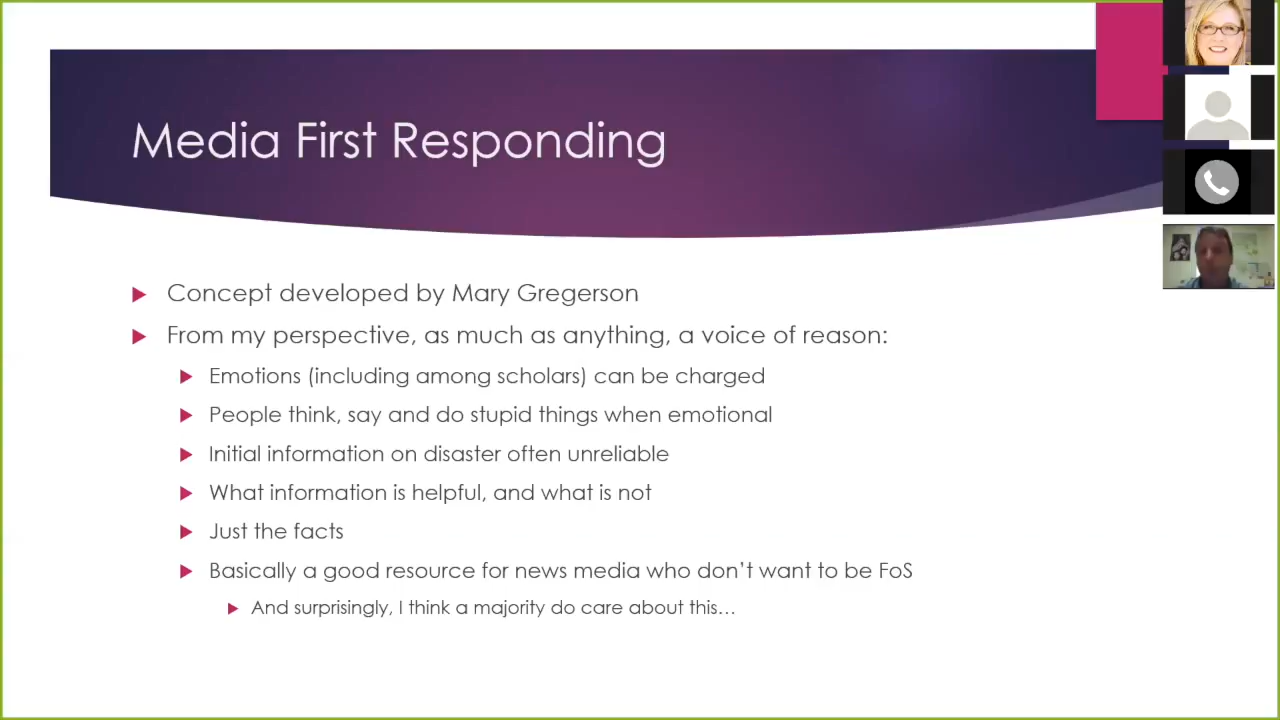 Media First Responding
Concept developed by Mary Gregerson
From my perspective, as much as anything, a voice of reason:
Emotions (including among scholars) can be charged
People think, say and do stupid things when emotional
Initial information on disaster often unreliable
What information is helpful, and what is not
Just the facts
Basically a good resource for news media who don't want to be FoS
And surprisingly, I think a majority do care about this…